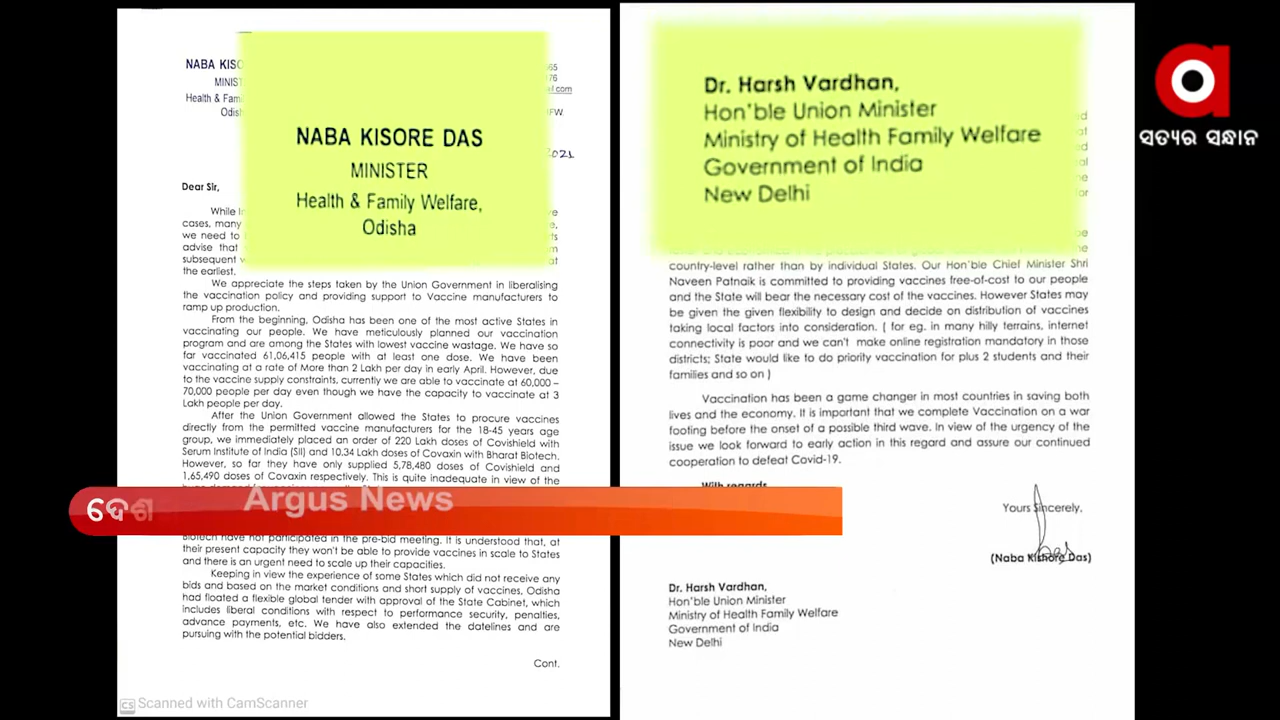 NABA KISO
MINIST
Health & Fam
Odish
65
76
el.com
FW
2021
NABA KISORE DAS
MINISTER
Health & Family Welfare,
Odisha
Dear Sir,
While I
cases, many
we need to
advise that
subsequent
the earliest.
We appreciate the steps taken by the Union Government in liberalising
the vaccination policy and providing support to Vaccine manufacturers to
ramp up production.
From the beginning, Odisha has been one of the most active States in
vaccinating our people. We have meticulously planned our vaccination
program and are among the States with lowest vaccine wastage. We have so
far vaccinated 61,06,415 people with at least one dose. We have been
vaccinating at a rate of More than 2 Lakh per day in early April. However, due
to the vaccine supply constraints, currently we are able to vaccinate at 60,000 –
70,000 people per day even though we have the capacity to vaccinate at 3
Lakh people per day.
After the Union Government allowed the States to procure vaccines
directly from the permitted vaccine manufacturers for the 18-45 years age
group, we immediately placed an order of 220 Lakh doses of Covishield with
Serum Institute of India (SII) and 10.34 Lakh doses of Covaxin with Bharat Biotech.
However, so far they have only supplied 5,78,480 doses of Covishield and
1,65,490 doses of Covaxin respectively. This is quite inadequate in view of the
Biotech have not participated in the pre-bid meeting. It is understood that, at
their present capacity they won't be able to provide vaccines in scale to States
and there is an urgent need to scale up their capacities.
Keeping in view the experience of some States which did not receive any
bids and based on the market conditions and short supply of vaccines, Odisha
had floated a flexible global tender with approval of the State Cabinet, which
includes liberal conditions with respect to performance security, penalties,
advance payments, etc. We have also extended the datelines and are
pursuing with the potential bidders.
Cont.
CS Scanned with CamScanner
Dr. Harsh Vardhan,
Hon'ble Union Minister
Ministry of Health Family Welfare
Government of India
New Delhi
country-level rather than by individual States. Our Hon'ble Chief Minister Shri
Naveen Patnaik is committed to providing vaccines free-of-cost to our people
and the State will bear the necessary cost of the vaccines. However States may
be given the given flexibility to design and decide on distribution of vaccines
taking local factors into consideration. ( for eg. in many hilly terrains, internet
connectivity is poor and we can't make online registration mandatory in those
districts; State would like to do priority vaccination for plus 2 students and their
families and so on )
Vaccination has been a game changer in most countries in saving both
lives and the economy. It is important that we complete Vaccination on a war
footing before the onset of a possible third wave. In view of the urgency of the
issue we look forward to early action in this regard and assure our continued
cooperation to defeat Covid-19.
With regards
Yours Sincerely,
(Naba Kishore Das)
Dr. Harsh Vardhan,
Hon'ble Union Minister
Ministry of Health Family Welfare
Government of India
New Delhi
ଦେଶ
Argus News
ସତ୍ୟର ସନ୍ଧାନ